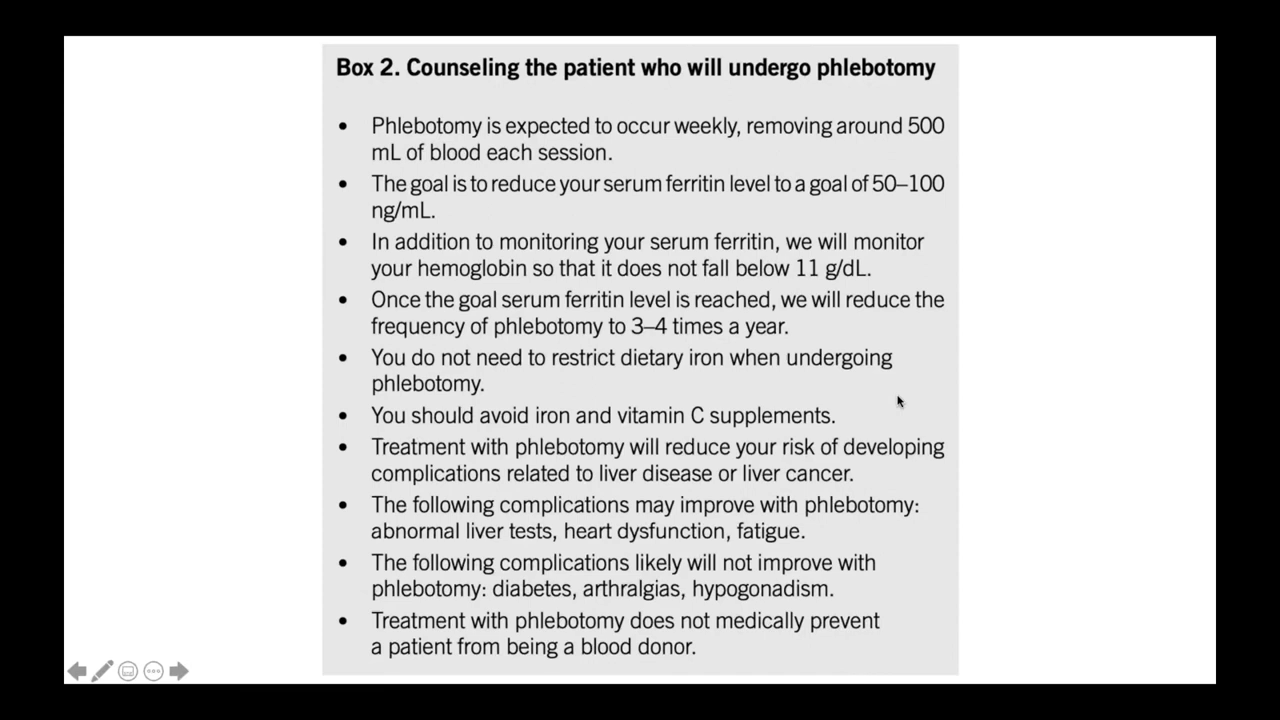 Box 2. Counseling the patient who will undergo phlebotomy
• Phlebotomy is expected to occur weekly, removing around 500
mL of blood each session.
• The goal is to reduce your serum ferritin level to a goal of 50–100
ng/mL.
• In addition to monitoring your serum ferritin, we will monitor
your hemoglobin so that it does not fall below 11 g/dL.
• Once the goal serum ferritin level is reached, we will reduce the
frequency of phlebotomy to 3–4 times a year.
• You do not need to restrict dietary iron when undergoing
phlebotomy.
• You should avoid iron and vitamin C supplements.
• Treatment with phlebotomy will reduce your risk of developing
complications related to liver disease or liver cancer.
• The following complications may improve with phlebotomy:
abnormal liver tests, heart dysfunction, fatigue.
• The following complications likely will not improve with
phlebotomy: diabetes, arthralgias, hypogonadism.
• Treatment with phlebotomy does not medically prevent
a patient from being a blood donor.